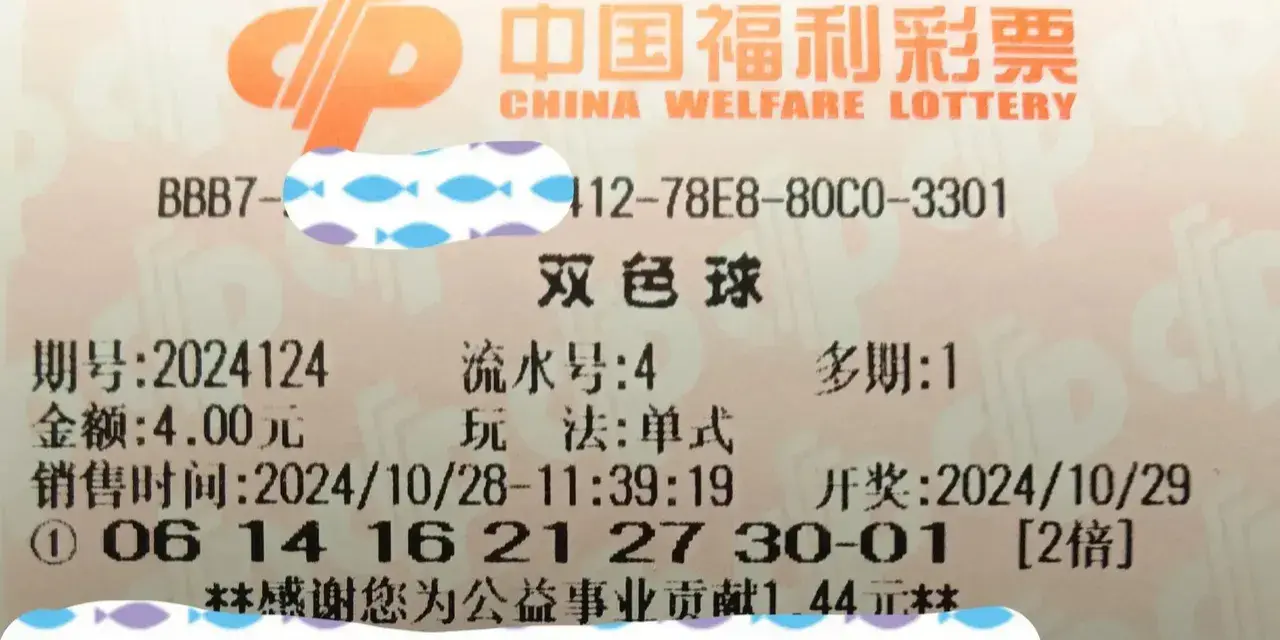 中国福利彩票
CHINA WELFARE LOTTERY
BBB7- 412-78E8-80C0-3301
双色球
期号:2024124 流水号:4 多期:1
金额:4.00元 玩 法:单式
销售时间:2024/10/28-11:39:19 开奖:2024/10/29
① 06 14 16 21 27 30-01 [2倍]
**感谢您为公益事业贡献1.44元**